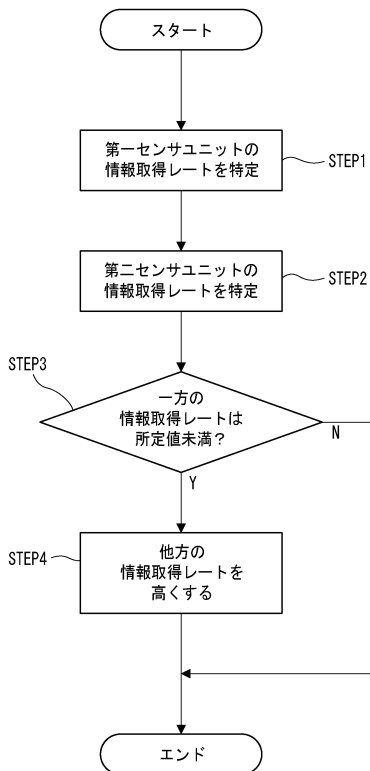 スタート
第一センサユニットの
情報取得レートを特定
STEP1
第二センサユニットの
情報取得レートを特定
STEP2
STEP3
一方の
情報取得レートは
所定値未満？
N
Y
STEP4
他方の
情報取得レートを
高くする
エンド